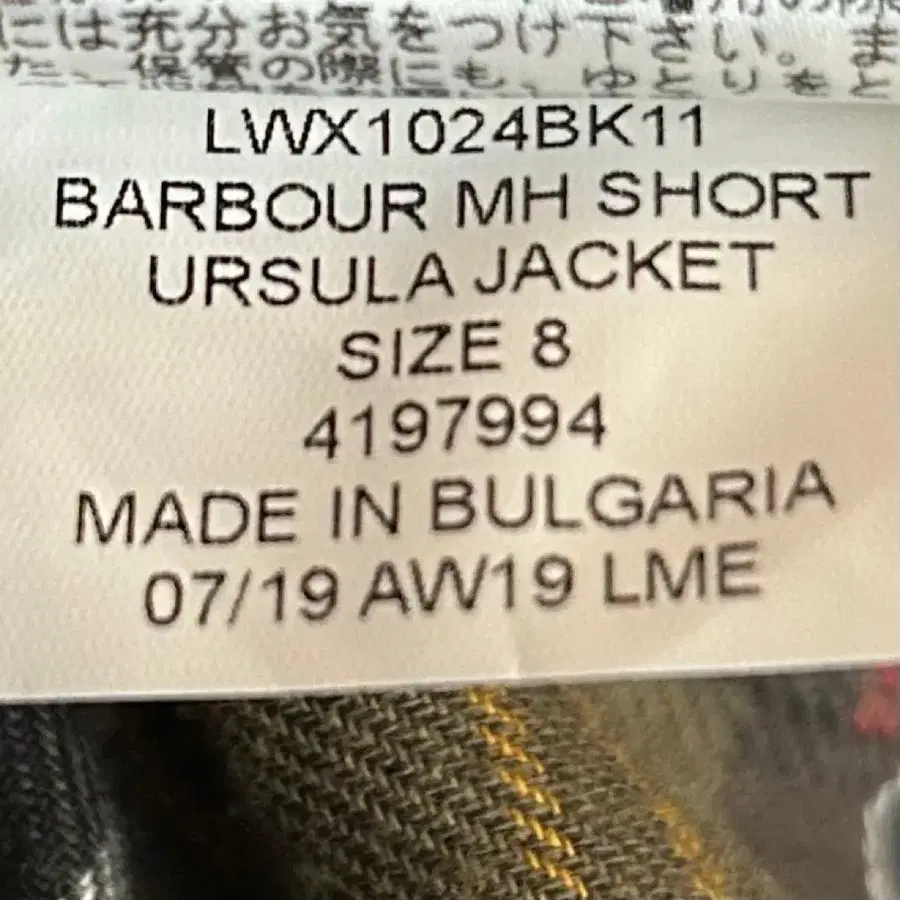 には充分お気をつけ下さい。
LWX1024BK11
BARBOUR MH SHORT
URSULA JACKET
SIZE 8
4197994
MADE IN BULGARIA
07/19 AW19 LME